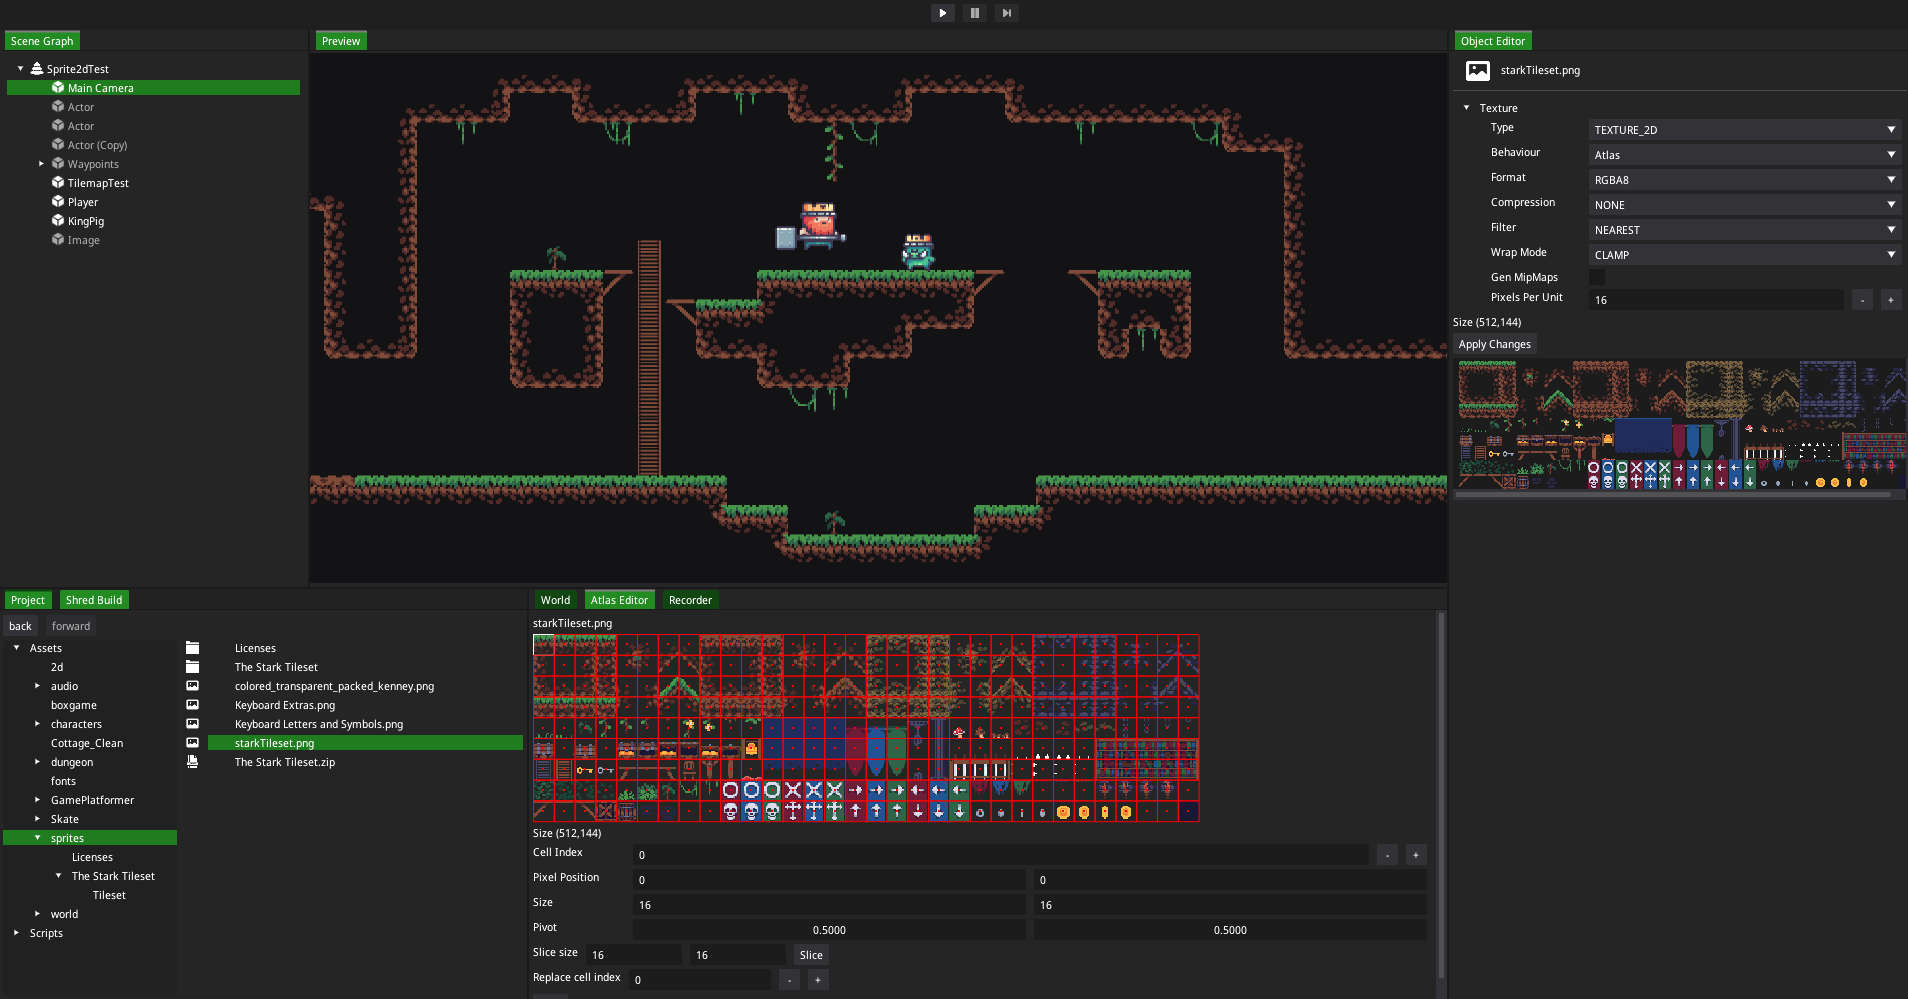 Scene Graph
Sprite2dTest
Main Camera
Actor
Actor
Actor (Copy)
Waypoints
TilemapTest
Player
KingPig
Image
Preview
Object Editor
starkTileset.png
Texture
Type TEXTURE_2D
Behaviour Atlas
Format RGBA8
Compression NONE
Filter NEAREST
Wrap Mode CLAMP
Gen MipMaps
Pixels Per Unit 16 - +
Size (512,144)
Apply Changes
Project Shred Build
back forward
Assets
2d
audio
boxgame
characters
Cottage_Clean
dungeon
fonts
GamePlatformer
Skate
sprites
Licenses
The Stark Tileset
Tileset
world
Scripts
Licenses
The Stark Tileset
colored_transparent_packed_kenney.png
Keyboard Extras.png
Keyboard Letters and Symbols.png
starkTileset.png
The Stark Tileset.zip
World Atlas Editor Recorder
starkTileset.png
Size (512,144)
Cell Index 0 - +
Pixel Position 0 0
Size 16 16
Pivot 0.5000 0.5000
Slice size 16 16 Slice
Replace cell index 0 - +